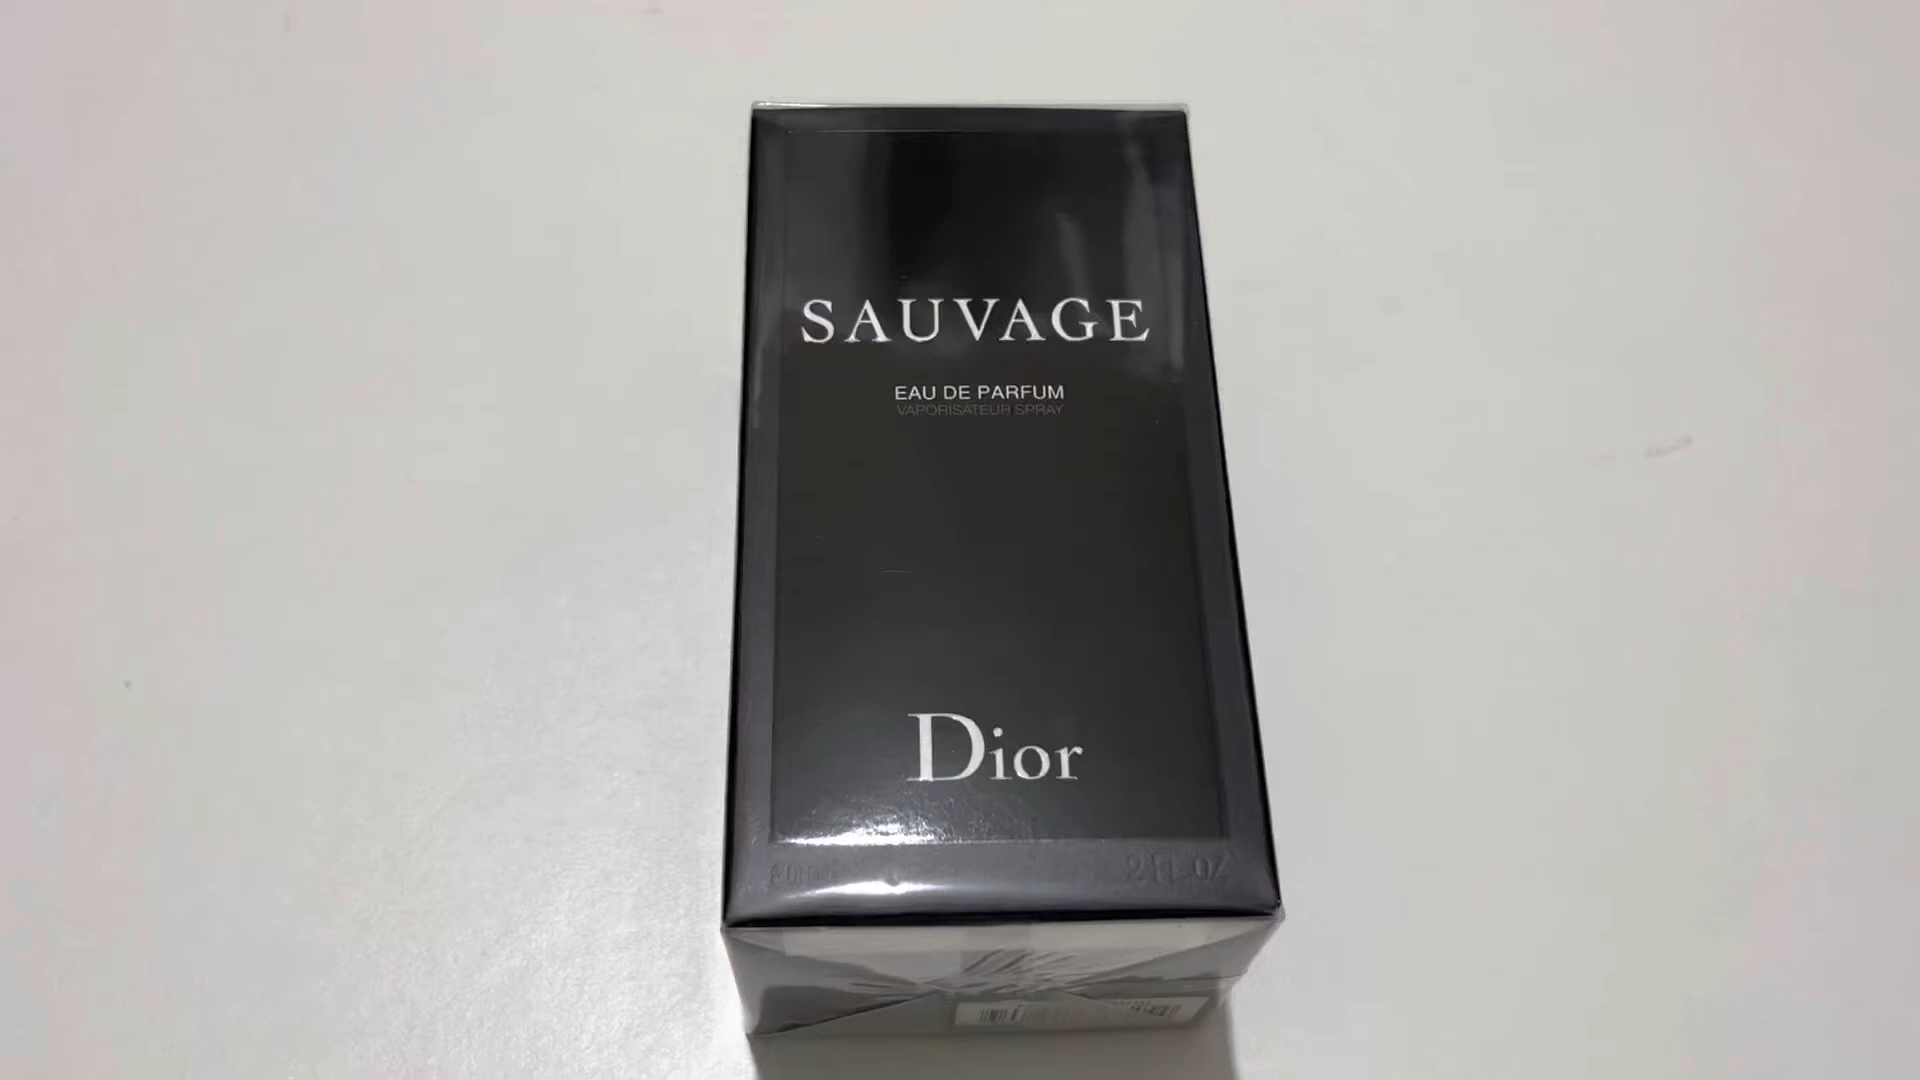 SAUVAGE
EAU DE PARFUM
VAPORISATEUR SPRAY
Dior
2 FL. OZ